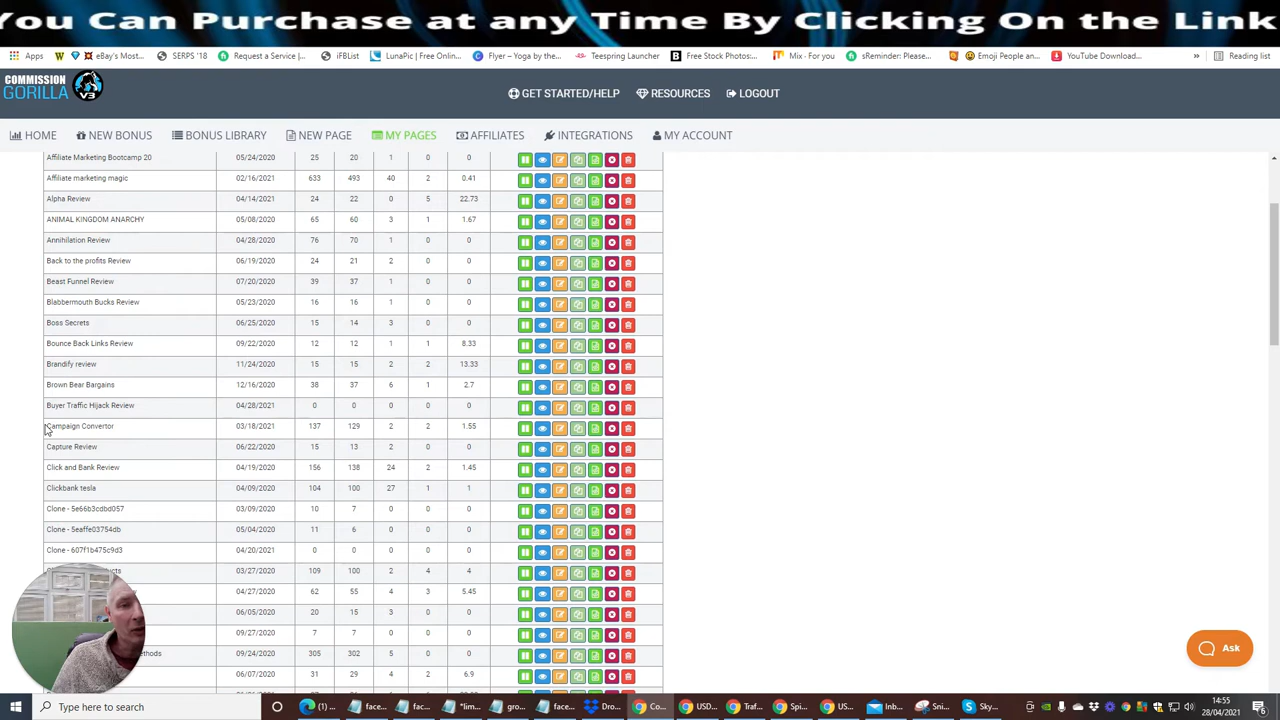 You Can Purchase at any Time By Clicking On the Link
Apps eBay's Most... SERPS '18 Request a Service |... iFBList LunaPic | Free Onlin... Flyer – Yoga by the... Teespring Launcher Free Stock Photos:... Mix · For you sReminder: Please... Emoji People and ... YouTube Download... » Reading list
COMMISSION
GORILLA V3
GET STARTED/HELP RESOURCES LOGOUT
HOME NEW BONUS BONUS LIBRARY NEW PAGE MY PAGES AFFILIATES INTEGRATIONS MY ACCOUNT
Affiliate Marketing Bootcamp 20 05/24/2020 25 20 1 0 0
Affiliate marketing magic 02/16/2021 633 493 40 2 0.41
Alpha Review 04/14/2021 24 22 0 5 22.73
ANIMAL KINGDOM ANARCHY 05/08/2020 65 60 3 1 1.67
Annihilation Review 04/28/2020 76 70 1 0 0
Back to the profits Review 06/19/2020 24 21 2 0 0
Beast Funnel Review 07/20/2020 39 37 1 0 0
Blabbermouth Bucks Review 05/23/2020 16 16 1 0 0
Boss Secrets 06/25/2020 15 14 3 0 0
Bounce Back Links Review 09/22/2020 12 12 1 1 8.33
Brandify review 11/24/2020 15 15 2 2 13.33
Brown Bear Bargains 12/16/2020 38 37 6 1 2.7
Buyer Traffic Hijack Review 04/28/2021 0 0 0 0
Campaign Convertor 03/18/2021 137 129 2 2 1.55
Capture Review 06/22/2020 15 13 2 0 0
Click and Bank Review 04/19/2020 156 138 24 2 1.45
Clickbank tesla 04/09/2020 104 100 27 1 1
Clone - 5e66b3cdbd057 03/09/2020 10 7 0 0 0
Clone - 5eaffe03754db 05/04/2020 11 6 0 0 0
Clone - 607f1b475c9d3 04/20/2021 0 0 0 0 0
03/27/2020 109 100 2 4 4
04/27/2020 62 55 4 3 5.45
06/05/2020 20 15 3 0 0
09/27/2020 7 7 0 0 0
09/24/2020 305 302 5 0 0
06/07/2020 31 29 4 2 6.9
Ask
Type here to search (1)... face... fac... "lim... gro... face... Dro... Co... USD... Traf... Spi... US... Inb... Sni... Sky...
14:55
28/04/2021